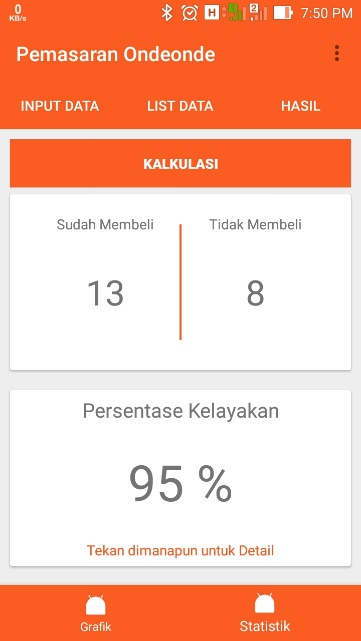 0
KB/s
H
2
7:50 PM
Pemasaran Ondeonde
INPUT DATA
LIST DATA
HASIL
KALKULASI
Sudah Membeli
Tidak Membeli
13
8
Persentase Kelayakan
95 %
Tekan dimanapun untuk Detail
Grafik
Statistik